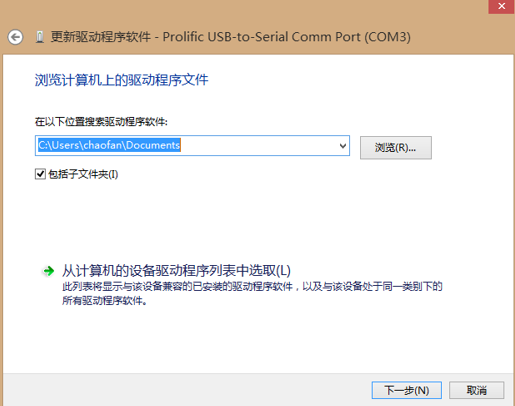 更新驱动程序软件 - Prolific USB-to-Serial Comm Port (COM3)
浏览计算机上的驱动程序文件
在以下位置搜索驱动程序软件:
C:\Users\chaofan\Documents
浏览(R)...
包括子文件夹(I)
从计算机的设备驱动程序列表中选取(L)
此列表将显示与该设备兼容的已安装的驱动程序软件，以及与该设备处于同一类别下的
所有驱动程序软件。
下一步(N)
取消